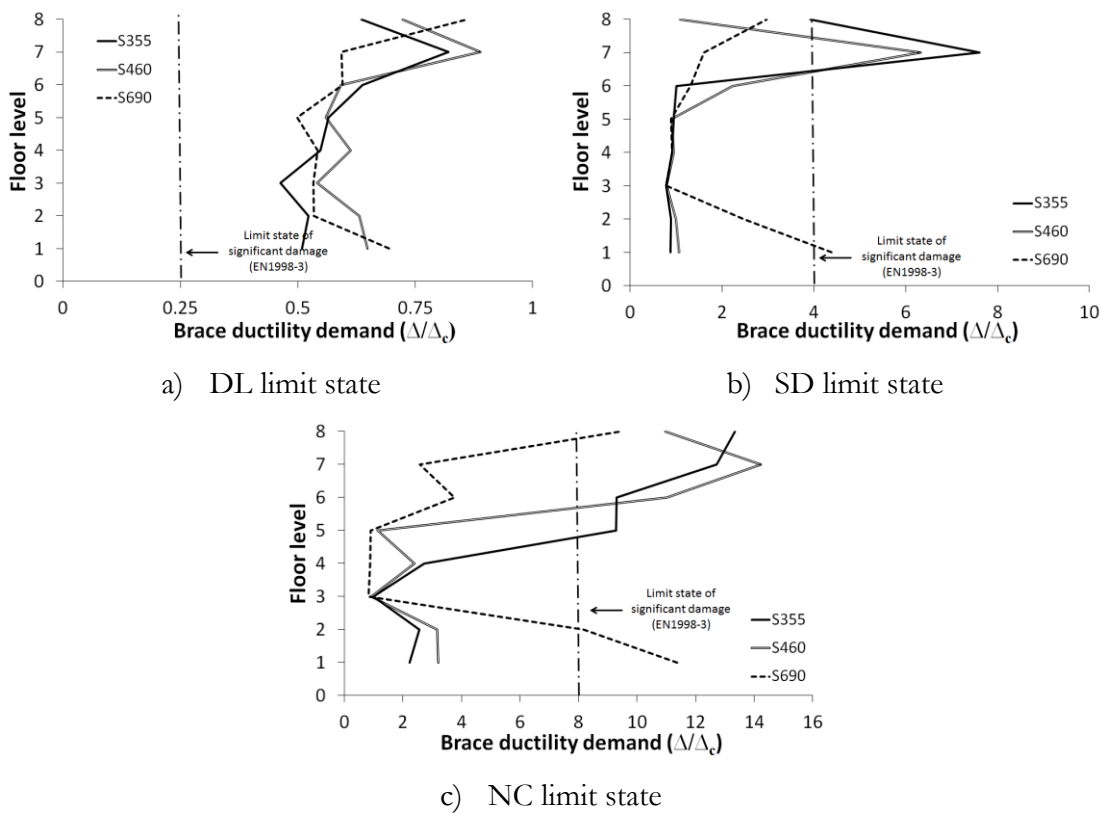 8
7
6
5
4
3
2
1
0
Floor level
S355
S460
S690
Limit state of
significant damage
(EN1998-3)
0 0.25 0.5 0.75 1
Brace ductility demand (Δ/Δc)
a) DL limit state
8
7
6
5
4
3
2
1
0
Floor level
S355
S460
S690
Limit state of
significant damage
(EN1998-3)
0 2 4 6 8 10
Brace ductility demand (Δ/Δc)
b) SD limit state
8
7
6
5
4
3
2
1
0
Floor level
Limit state of
significant damage
(EN1998-3)
S355
S460
S690
0 2 4 6 8 10 12 14 16
Brace ductility demand (Δ/Δc)
c) NC limit state